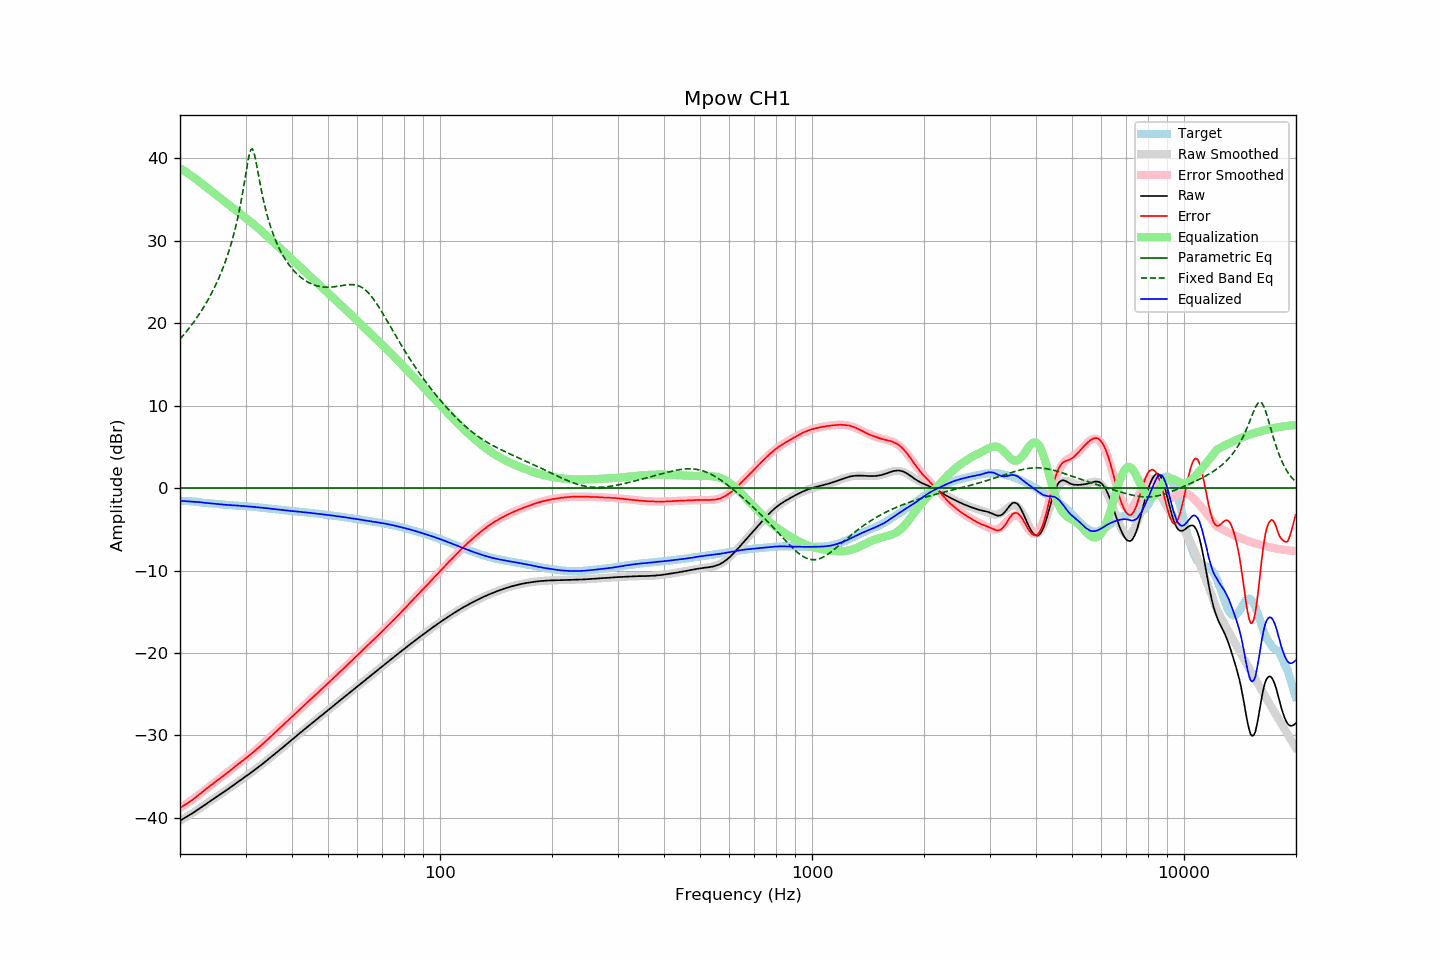 Mpow CH1
Amplitude (dBr)
40
30
20
10
0
−10
−20
−30
−40
Target
Raw Smoothed
Error Smoothed
Raw
Error
Equalization
Parametric Eq
Fixed Band Eq
Equalized
100
1000
10000
Frequency (Hz)